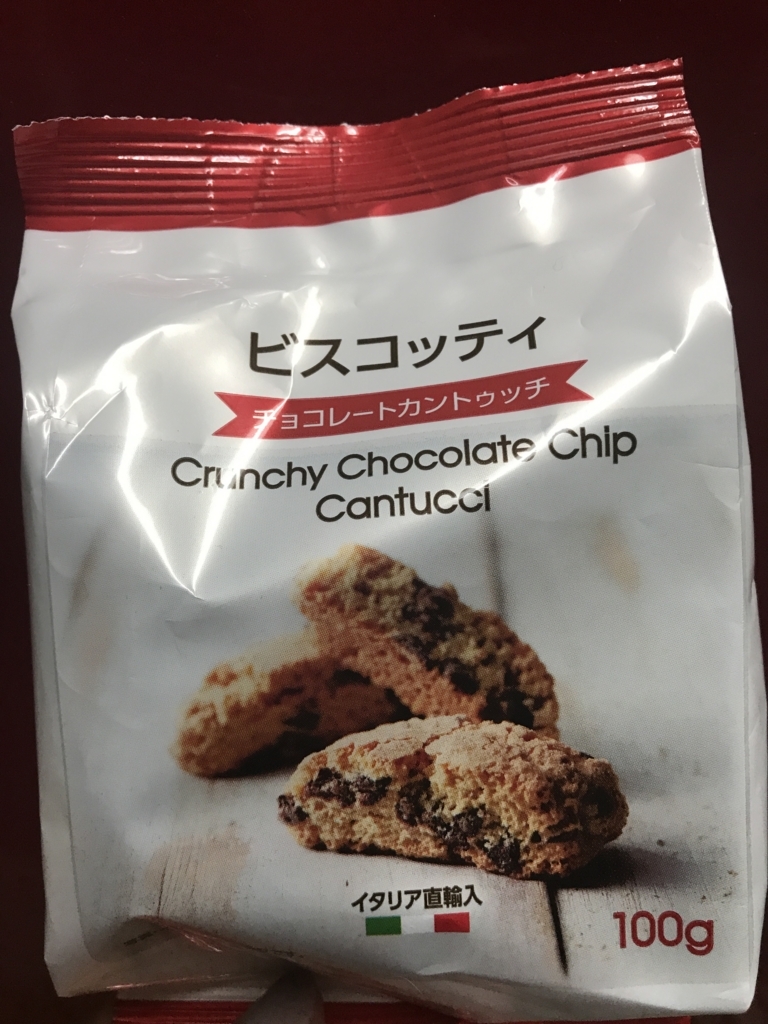 ビスコッティ
チョコレートカントゥッチ
Crunchy Chocolate Chip
Cantucci
イタリア直輸入
100g